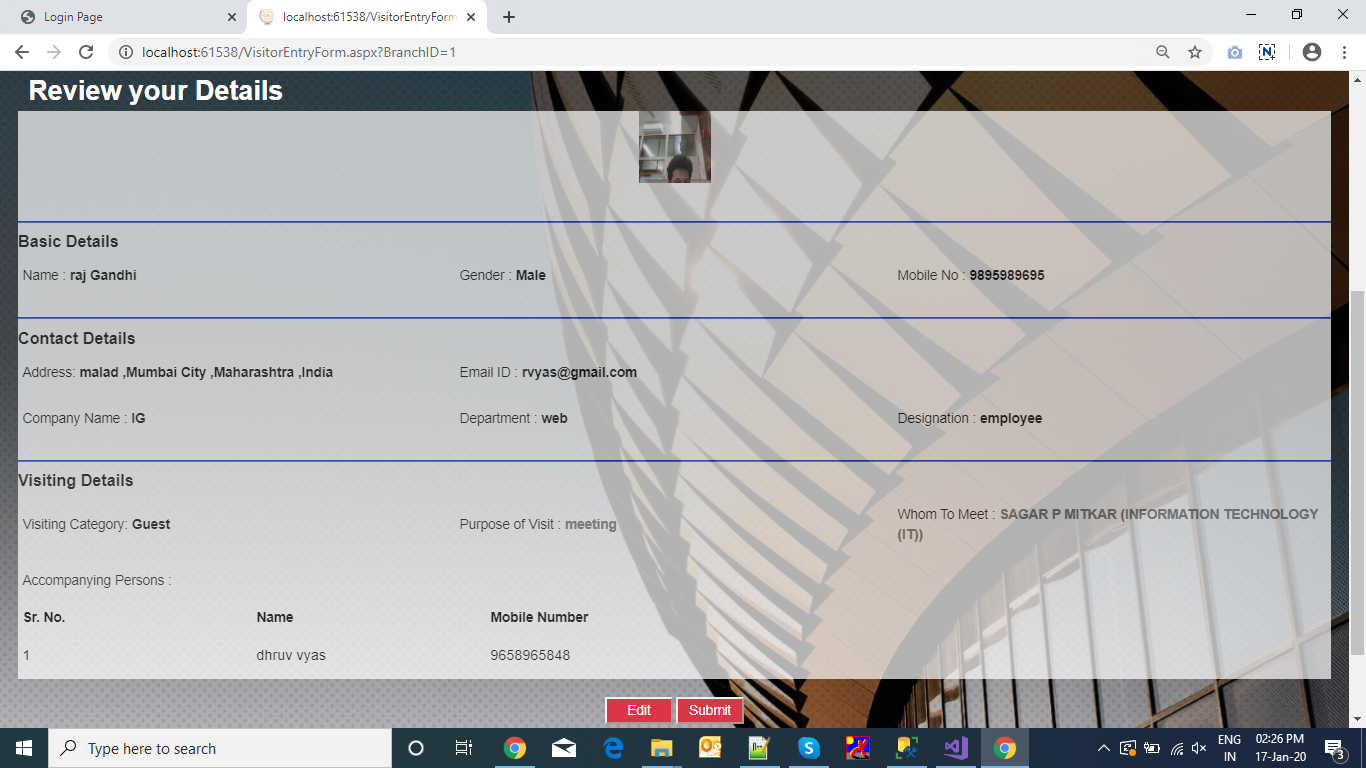 Login Page
localhost:61538/VisitorEntryForm
localhost:61538/VisitorEntryForm.aspx?BranchID=1
Review your Details
Basic Details
Name : raj Gandhi Gender : Male Mobile No : 9895989695
Contact Details
Address: malad ,Mumbai City ,Maharashtra ,India Email ID : rvyas@gmail.com
Company Name : IG Department : web Designation : employee
Visiting Details
Visiting Category: Guest Purpose of Visit : meeting Whom To Meet : SAGAR P MITKAR (INFORMATION TECHNOLOGY
(IT))
Accompanying Persons :
Sr. No. Name Mobile Number
1 dhruv vyas 9658965848
Edit Submit
Type here to search
ENG
IN
02:26 PM
17-Jan-20
3